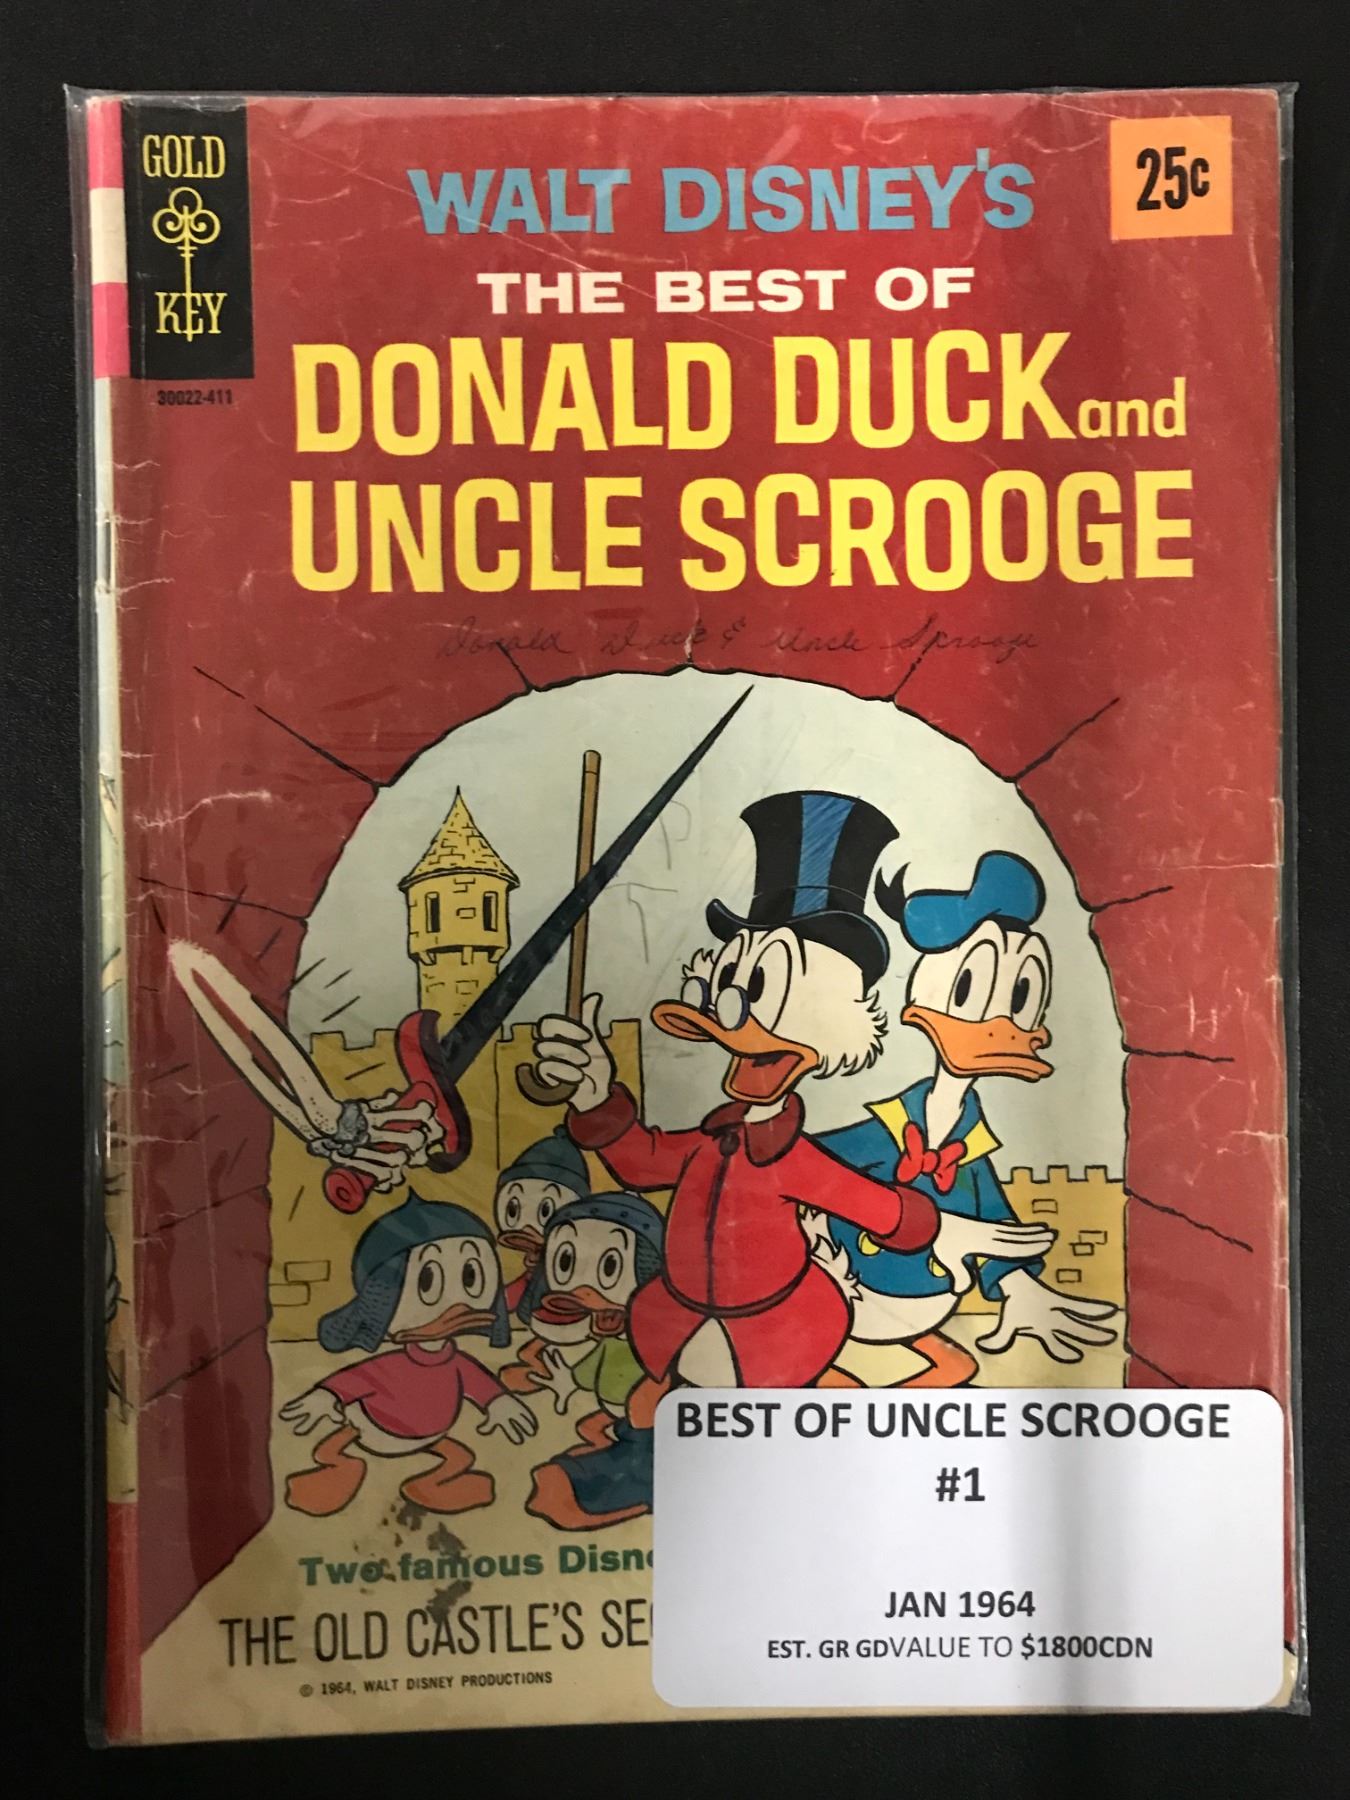 GOLD
KEY
30022-411
25c
WALT DISNEY'S
THE BEST OF
DONALD DUCK and
UNCLE SCROOGE
Donald Duck & Uncle Scrooge
Two famous Disne
THE OLD CASTLE'S SE
© 1964, WALT DISNEY PRODUCTIONS
BEST OF UNCLE SCROOGE
#1
JAN 1964
EST. GR GDVALUE TO $1800CDN